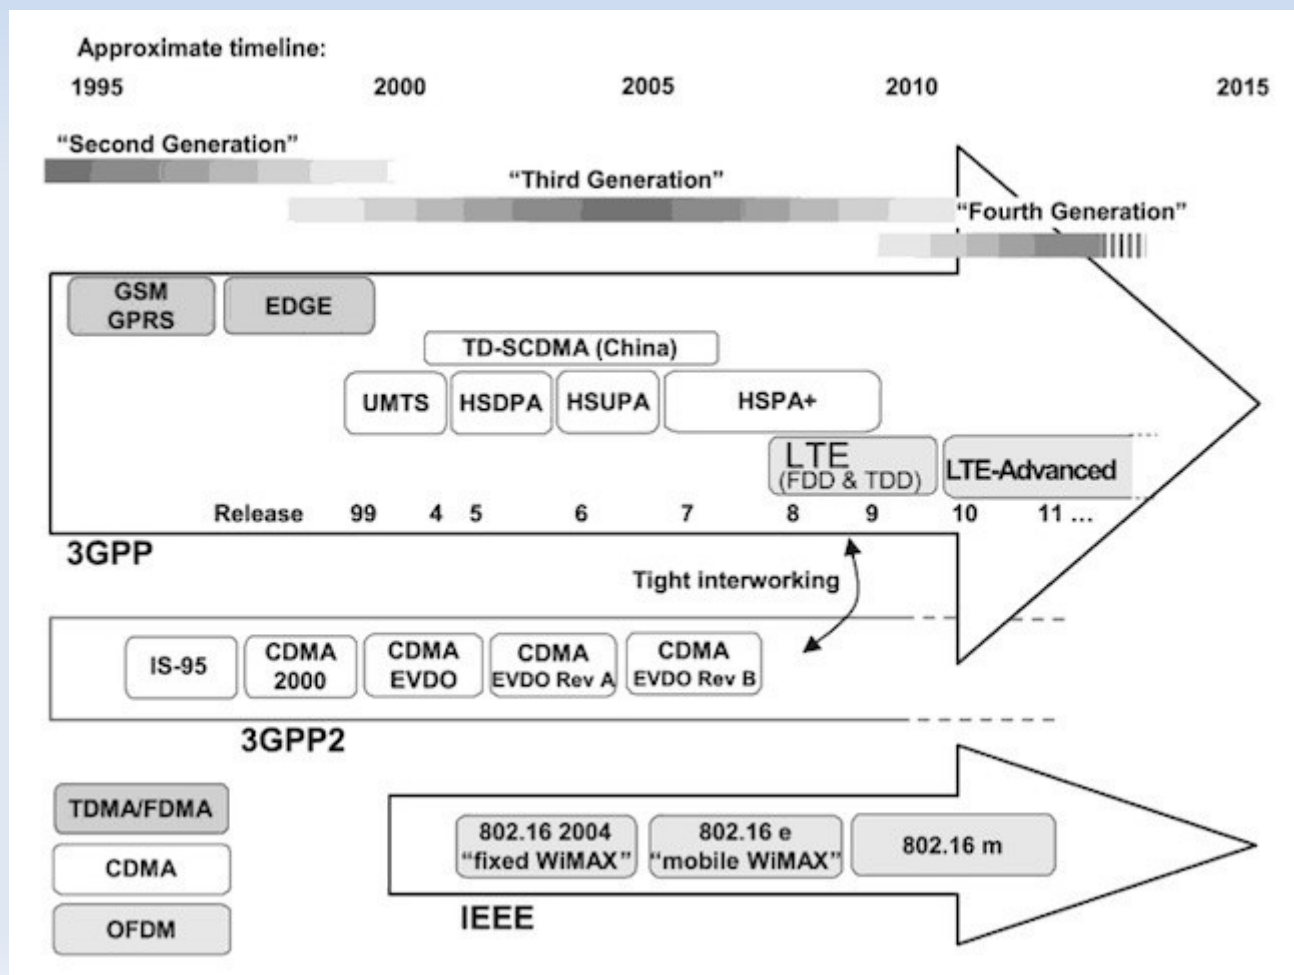 Approximate timeline:
1995 2000 2005 2010 2015
“Second Generation”
“Third Generation”
“Fourth Generation”
GSM
GPRS
EDGE
TD-SCDMA (China)
UMTS HSDPA HSUPA HSPA+
LTE
(FDD & TDD)
LTE-Advanced
Release 99 4 5 6 7 8 9 10 11 ...
3GPP
Tight interworking
IS-95
CDMA
2000
CDMA
EVDO
CDMA
EVDO Rev A
CDMA
EVDO Rev B
3GPP2
TDMA/FDMA
CDMA
OFDM
802.16 2004
“fixed WiMAX”
802.16 e
“mobile WiMAX”
802.16 m
IEEE